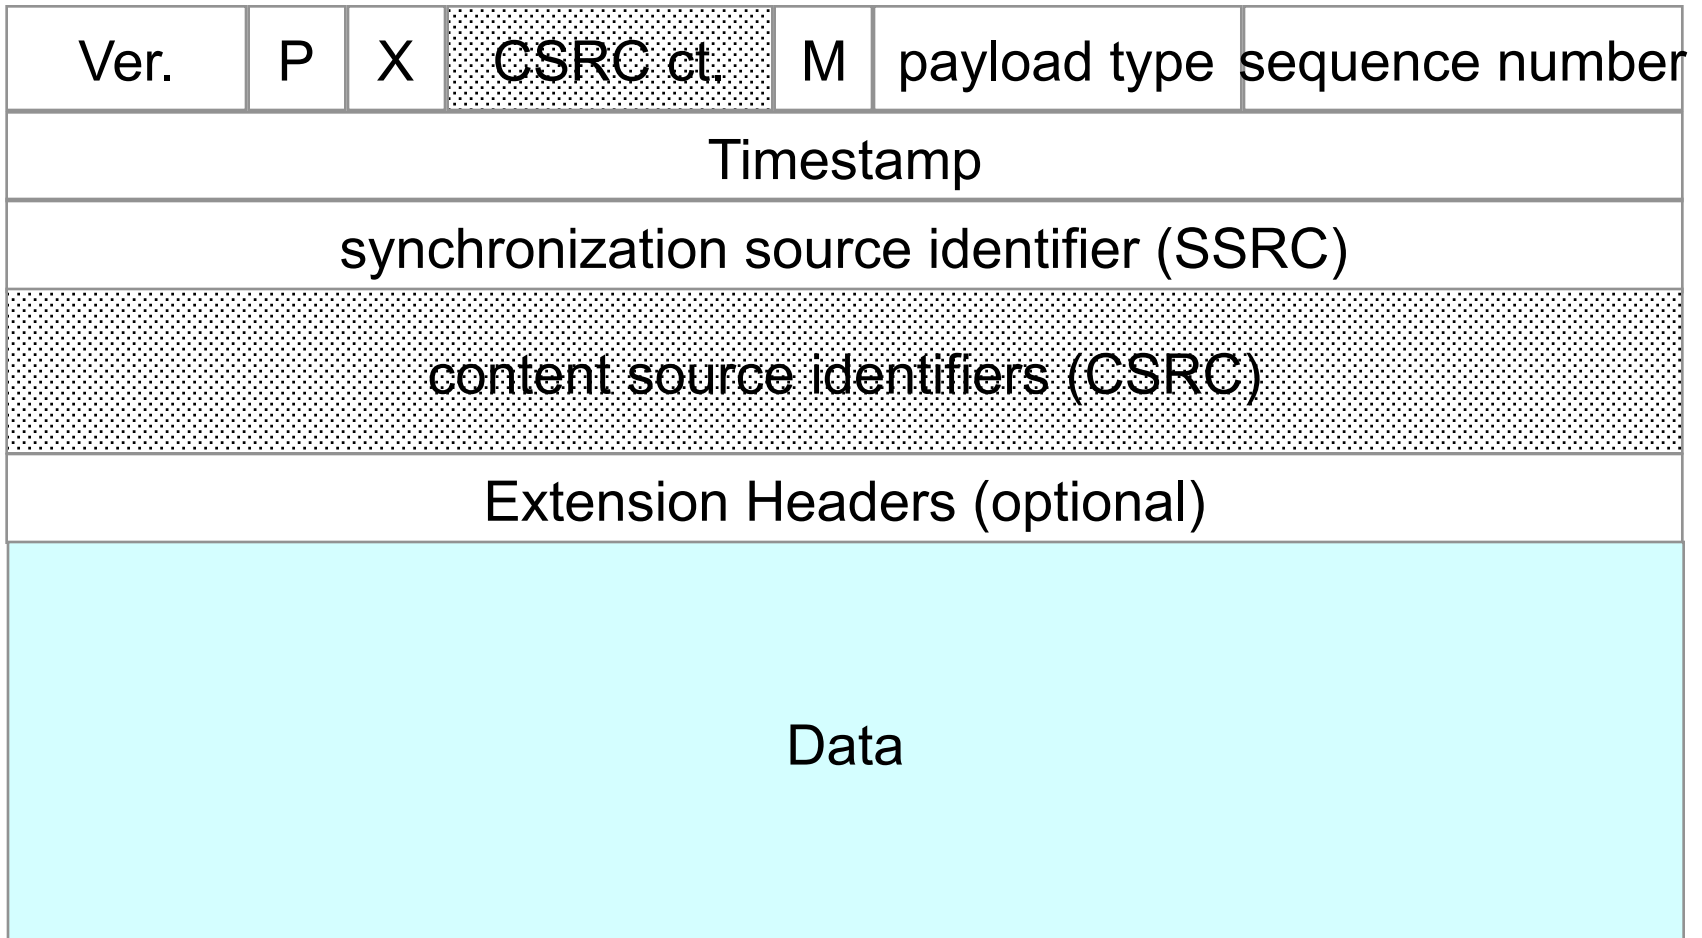 Ver. P X CSRC ct. M payload type sequence number
Timestamp
synchronization source identifier (SSRC)
content source identifiers (CSRC)
Extension Headers (optional)
Data